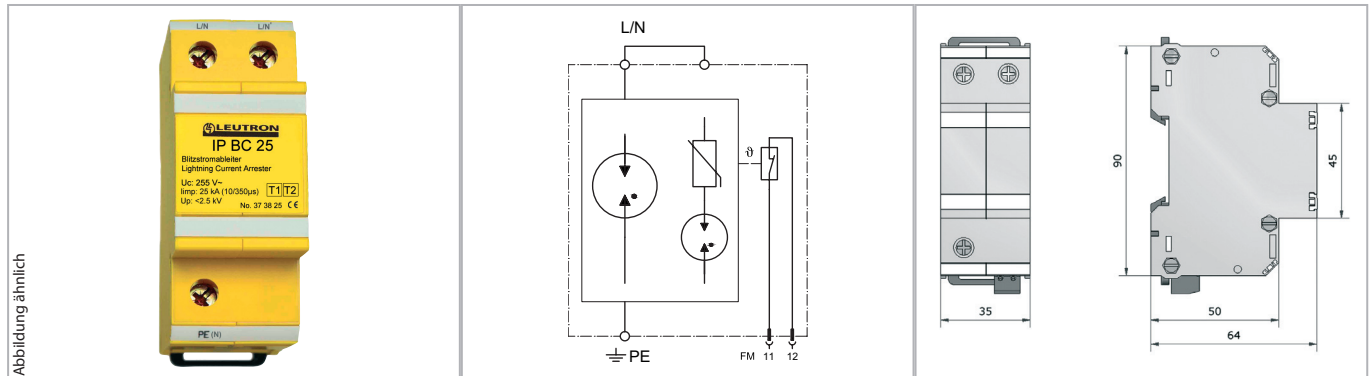 Abbildung ähnlich
L/N L/N
LEUTRON
IP BC 25
Blitzstromableiter
Lightning Current Arrester
Uc: 255 V~
Iimp: 25 kA (10/350µs) T1 T2
Up: <2.5 kV
No. 37 38 25 CE
PE (N)
L/N
ϑ
PE
FM 11 12
90
45
35
50
64